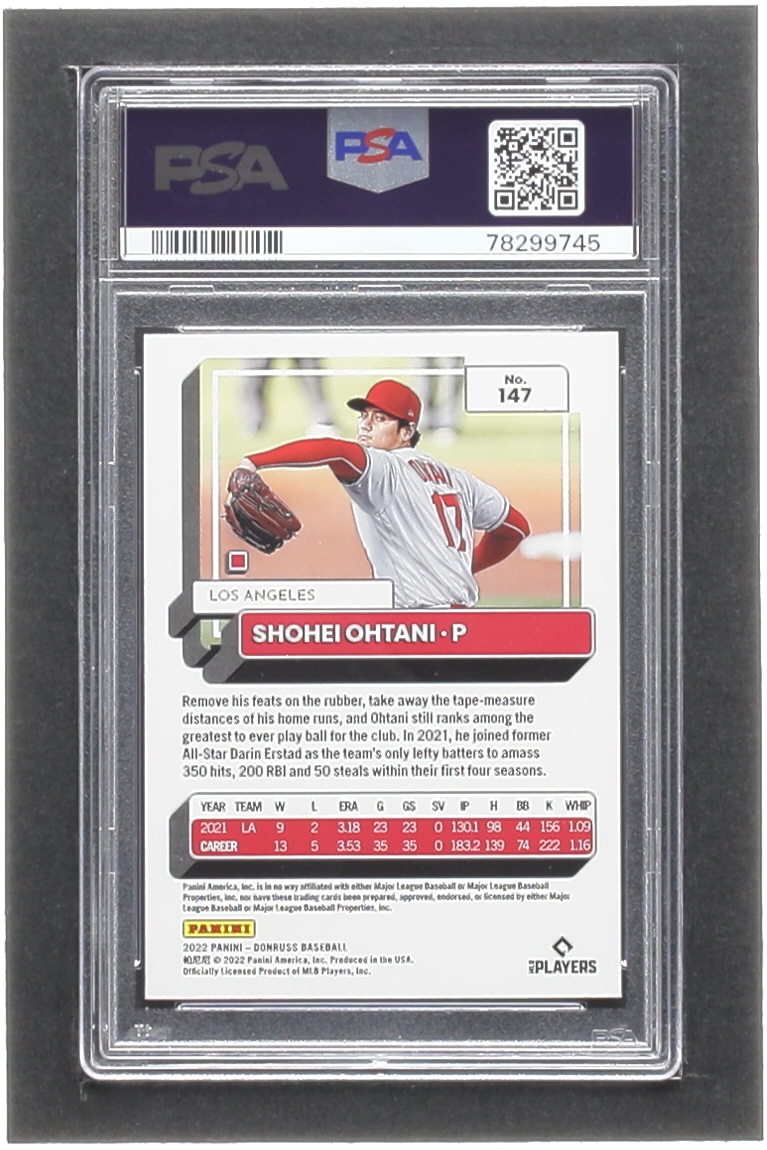 PSA
PSA
78299745
No.
147
17
LOS ANGELES
SHOHEI OHTANI · P
Remove his feats on the rubber, take away the tape-measure
distances of his home runs, and Ohtani still ranks among the
greatest to ever play ball for the club. In 2021, he joined former
All-Star Darin Erstad as the team's only lefty batters to amass
350 hits, 200 RBI and 50 steals within their first four seasons.
YEAR TEAM W L ERA G GS SV IP H BB K WHIP
2021 LA 9 2 3.18 23 23 0 130.1 98 44 156 1.09
CAREER 13 5 3.53 35 35 0 183.2 139 74 222 1.16
Panini America, Inc. is in no way affiliated with either Major League Baseball or Major League Baseball
Properties, Inc. nor have these trading cards been prepared, approved, endorsed, or licensed by either Major
League Baseball or Major League Baseball Properties, Inc.
PANINI
2022 PANINI – DONRUSS BASEBALL
帕尼尼 © 2022 Panini America, Inc. Produced in the USA.
Officially Licensed Product of MLB Players, Inc.
MLB PLAYERS
PSA